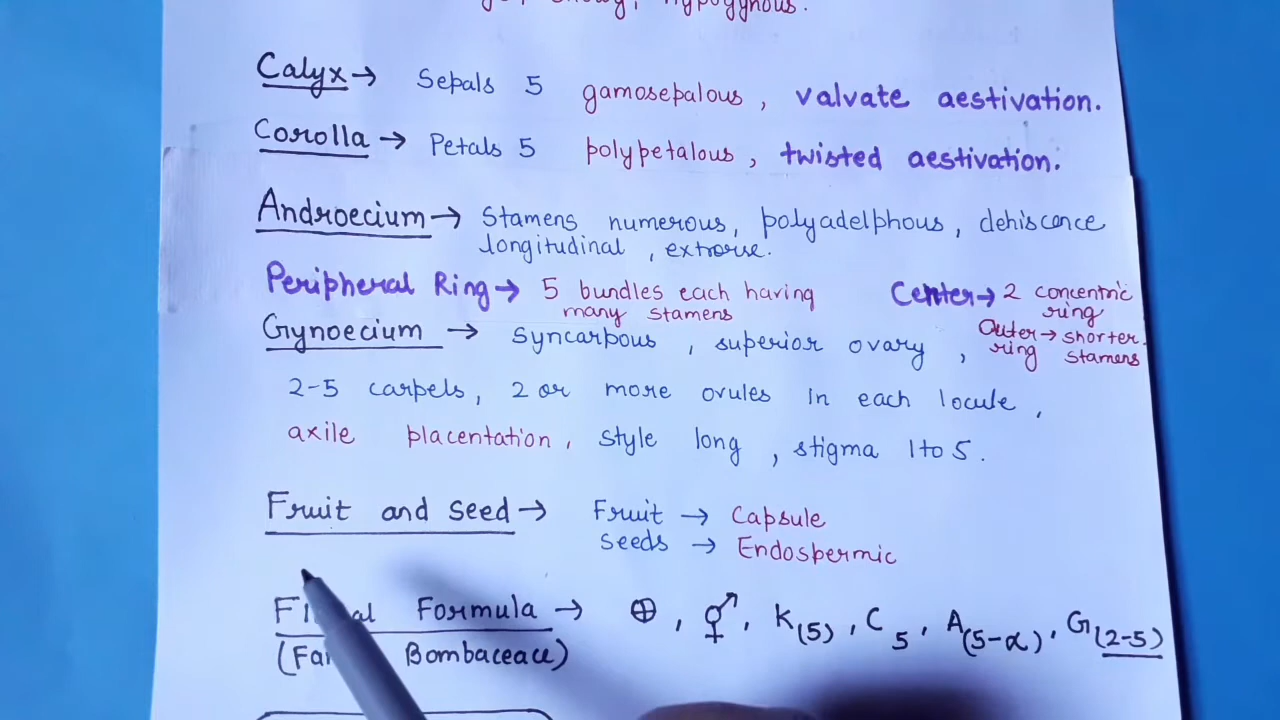 hypogynous.
Calyx → Sepals 5 gamosepalous, valvate aestivation.
Corolla → Petals 5 polypetalous, twisted aestivation.
Androecium → Stamens numerous, polyadelphous, dehiscence
longitudinal, extrorse.
Peripheral Ring → 5 bundles each having
many stamens
Center → 2 concentric
ring
Outer → shorter
ring stamens
Gynoecium → Syncarpous, superior ovary,
2-5 carpels, 2 or more ovules in each locule,
axile placentation, style long, stigma 1 to 5.
Fruit and seed → Fruit → Capsule
Seeds → Endospermic
Formula → ⊕, ⚥, K(5), C5, A(5-α), G(2-5)
Bombaceae)